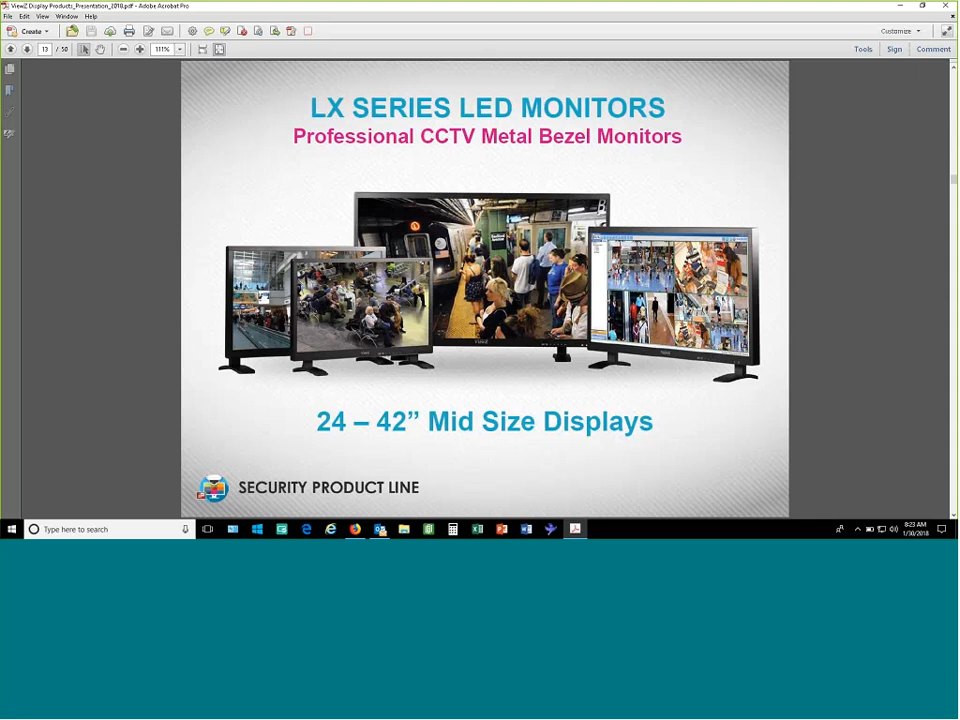 ViewZ Display Products_Presentation_2018.pdf - Adobe Acrobat Pro
File Edit View Window Help
Create
Customize
13 / 50
111%
Tools Sign Comment
LX SERIES LED MONITORS
Professional CCTV Metal Bezel Monitors
24 – 42” Mid Size Displays
SECURITY PRODUCT LINE
Type here to search
8:23 AM
1/30/2018